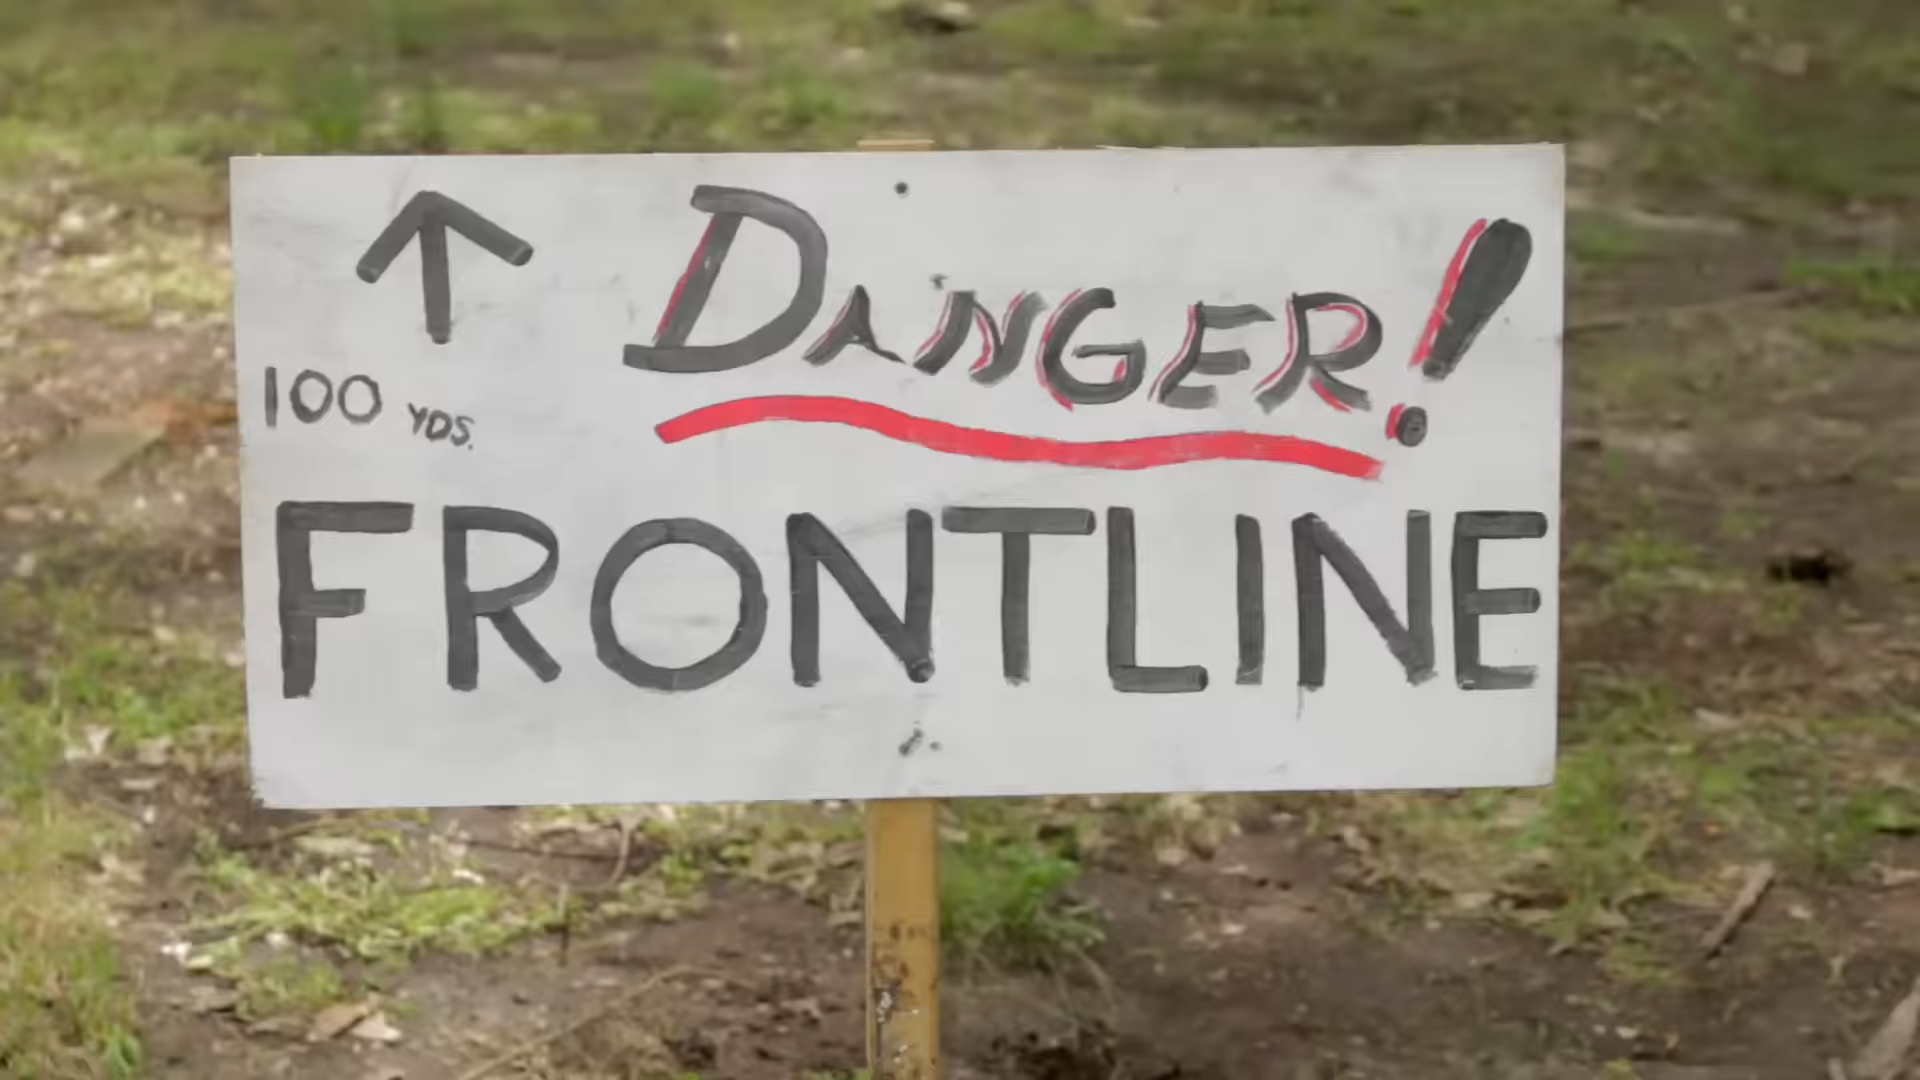 ↑ DANGER!
100 YDS.
FRONTLINE